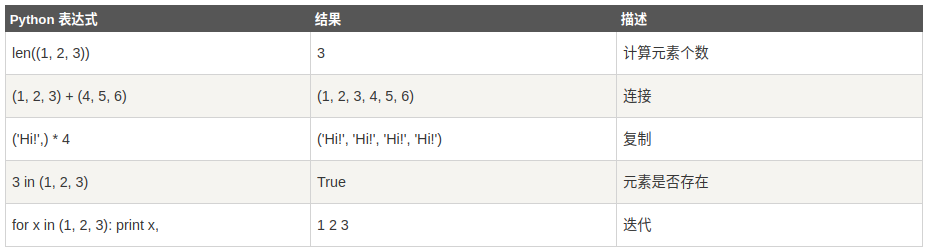 Python 表达式 结果 描述
len((1, 2, 3)) 3 计算元素个数
(1, 2, 3) + (4, 5, 6) (1, 2, 3, 4, 5, 6) 连接
('Hi!',) * 4 ('Hi!', 'Hi!', 'Hi!', 'Hi!') 复制
3 in (1, 2, 3) True 元素是否存在
for x in (1, 2, 3): print x, 1 2 3 迭代